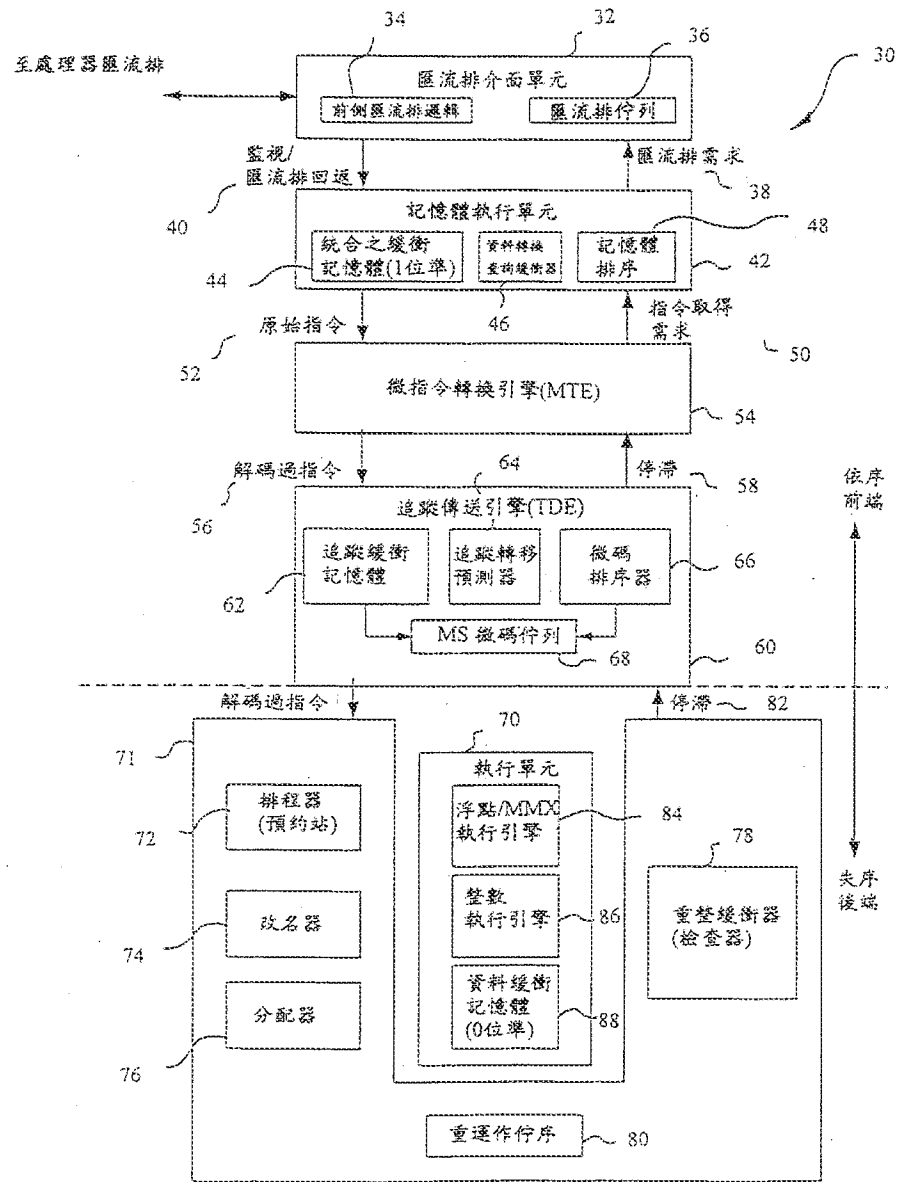 34
32
36
30
至處理器匯流排
匯流排介面單元
前側匯流排邏輯
匯流排佇列
監視/
匯流排回返
匯流排需求
40
38
記憶體執行單元
48
統合之緩衝
記憶體(1位準)
資料轉換
查詢緩衝器
記憶體
排序
44
42
46
原始指令
指令取得
需求
52
50
微指令轉換引擎(MTE)
54
解碼過指令
64
停滯
58
56
依序
前端
追蹤傳送引擎(TDE)
追蹤緩衝
記憶體
追蹤轉移
預測器
微碼
排序器
66
62
MS 微碼佇列
68
60
解碼過指令
停滯
82
71
70
執行單元
排程器
(預約站)
72
浮點/MMX
執行引擎
84
78
失序
後端
改名器
74
整數
執行引擎
86
重整緩衝器
(檢查器)
分配器
76
資料緩衝
記憶體
(0位準)
88
重運作佇序
80